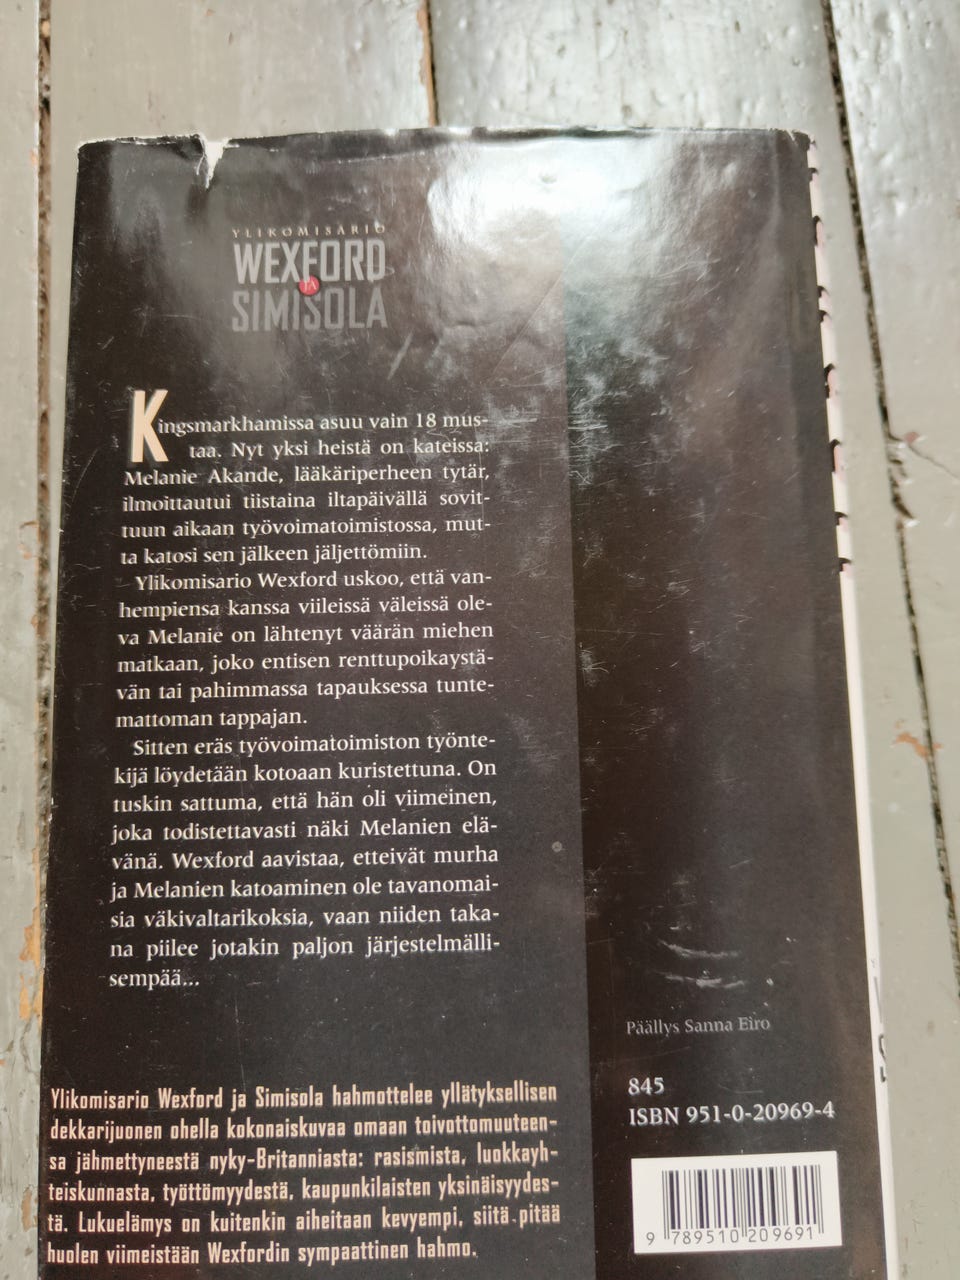 YLIKOMISARIO
WEXFORD
JA
SIMISOLA
Kingsmarkhamissa asuu vain 18 mus-
taa. Nyt yksi heistä on kateissa:
Melanie Akande, lääkäriperheen tytär,
ilmoittautui tiistaina iltapäivällä sovit-
tuun aikaan työvoimatoimistossa, mut-
ta katosi sen jälkeen jäljettömiin.
Ylikomisario Wexford uskoo, että van-
hempiensa kanssa viileissä väleissä ole-
va Melanie on lähtenyt väärän miehen
matkaan, joko entisen renttupoikaystä-
vän tai pahimmassa tapauksessa tunte-
mattoman tappajan.
Sitten eräs työvoimatoimiston työnte-
kijä löydetään kotoaan kuristettuna. On
tuskin sattuma, että hän oli viimeinen,
joka todistettavasti näki Melanien elä-
vänä. Wexford aavistaa, etteivät murha
ja Melanien katoaminen ole tavanomai-
sia väkivaltarikoksia, vaan niiden taka-
na piilee jotakin paljon järjestelmälli-
sempää...
Ylikomisario Wexford ja Simisola hahmottelee yllätyksellisen
dekkarijuonen ohella kokonaiskuvaa omaan toivottomuuteen-
sa jähmettyneestä nyky-Britanniasta: rasismista, luokkayh-
teiskunnasta, työttömyydestä, kaupunkilaisten yksinäisyydes-
tä. Lukuelämys on kuitenkin aiheitaan kevyempi, siitä pitää
huolen viimeistään Wexfordin sympaattinen hahmo.
Päällys Sanna Eiro
845
ISBN 951-0-20969-4
9 789510 209691